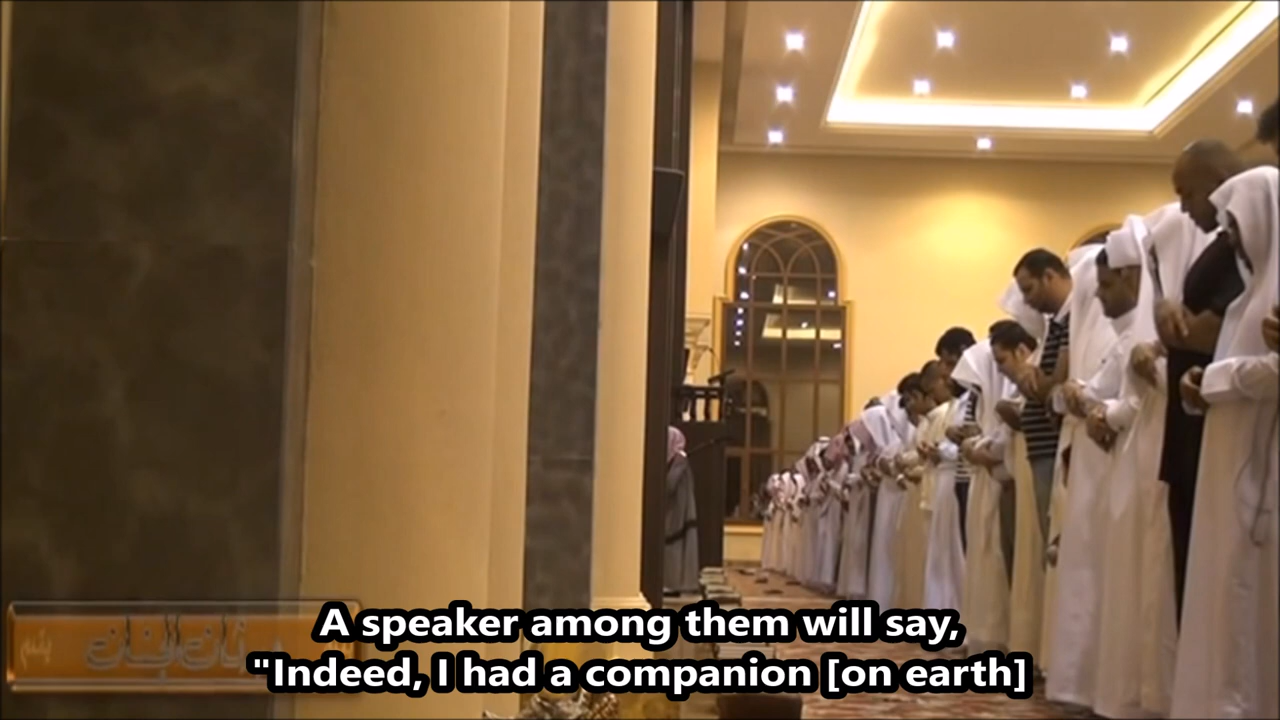 A speaker among them will say,
"Indeed, I had a companion [on earth]